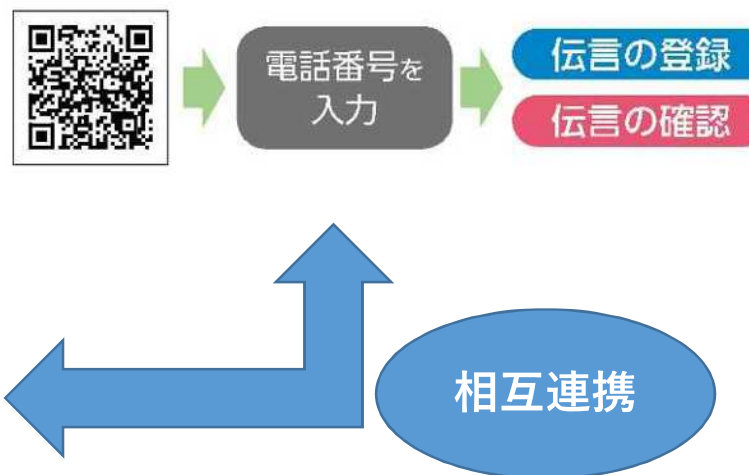 電話番号を
入力
伝言の登録
伝言の確認
相互連携